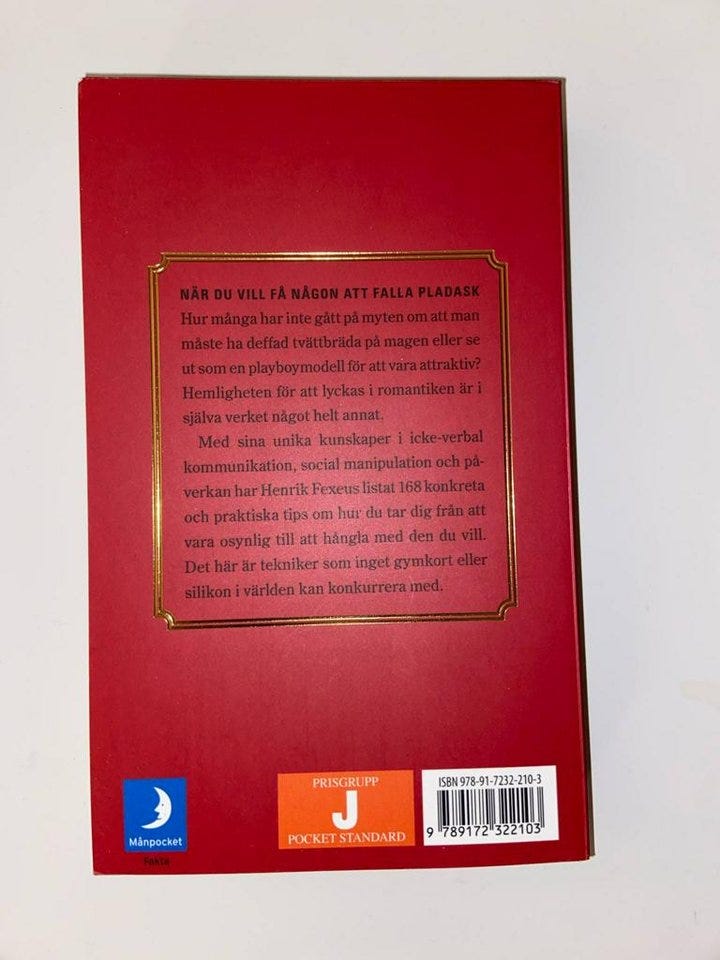 NÄR DU VILL FÅ NÅGON ATT FALLA PLADASK
Hur många har inte gått på myten om att man
måste ha deffad tvättbräda på magen eller se
ut som en playboymodell för att vara attraktiv?
Hemligheten för att lyckas i romantiken är i
själva verket något helt annat.
Med sina unika kunskaper i icke-verbal
kommunikation, social manipulation och på-
verkan har Henrik Fexeus listat 168 konkreta
och praktiska tips om hur du tar dig från att
vara osynlig till att hångla med den du vill.
Det här är tekniker som inget gymkort eller
silikon i världen kan konkurrera med.
Månpocket
Fakta
PRISGRUPP
J
POCKET STANDARD
ISBN 978-91-7232-210-3
9 789172 322103